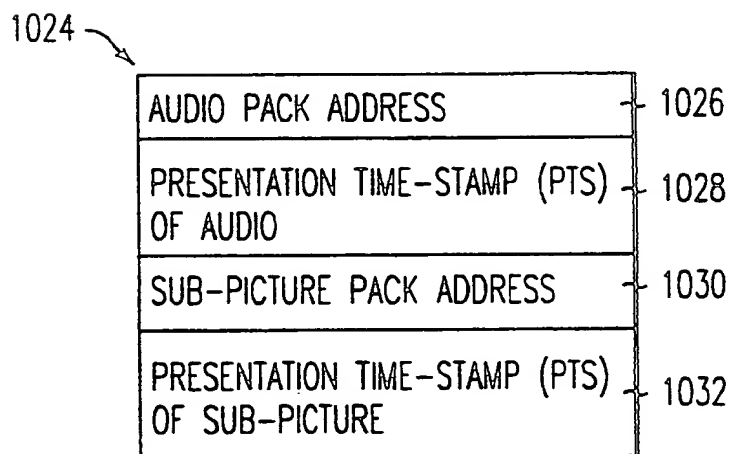 1024
AUDIO PACK ADDRESS
1026
PRESENTATION TIME-STAMP (PTS)
OF AUDIO
1028
SUB-PICTURE PACK ADDRESS
1030
PRESENTATION TIME-STAMP (PTS)
OF SUB-PICTURE
1032